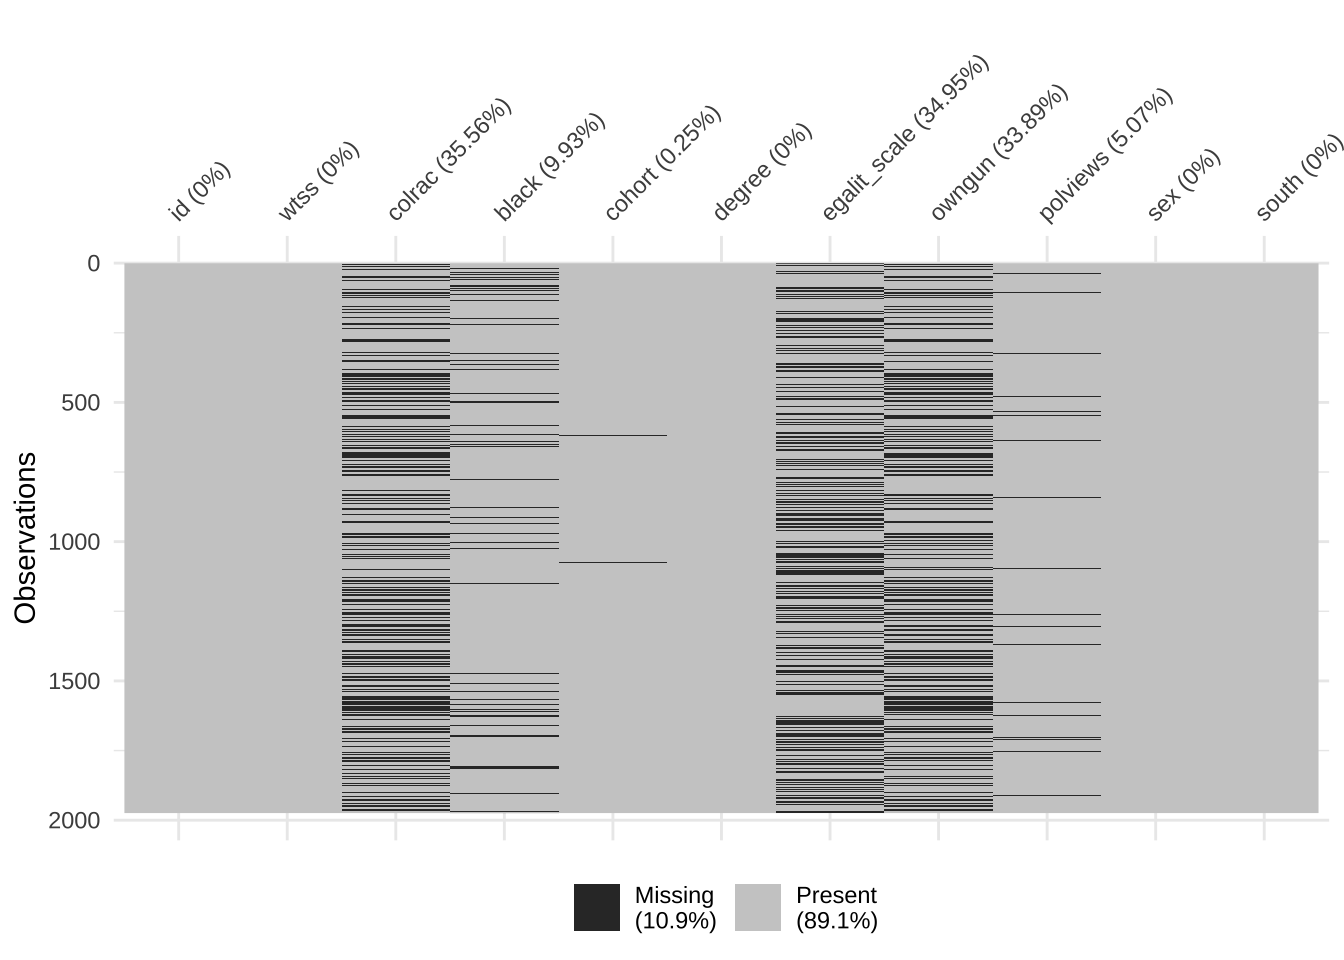 id (0%)
wtss (0%)
colrac (35.56%)
black (9.93%)
cohort (0.25%)
degree (0%)
egalit_scale (34.95%)
owngun (33.89%)
polviews (5.07%)
sex (0%)
south (0%)
0
500
1000
1500
2000
Observations
Missing
(10.9%)
Present
(89.1%)